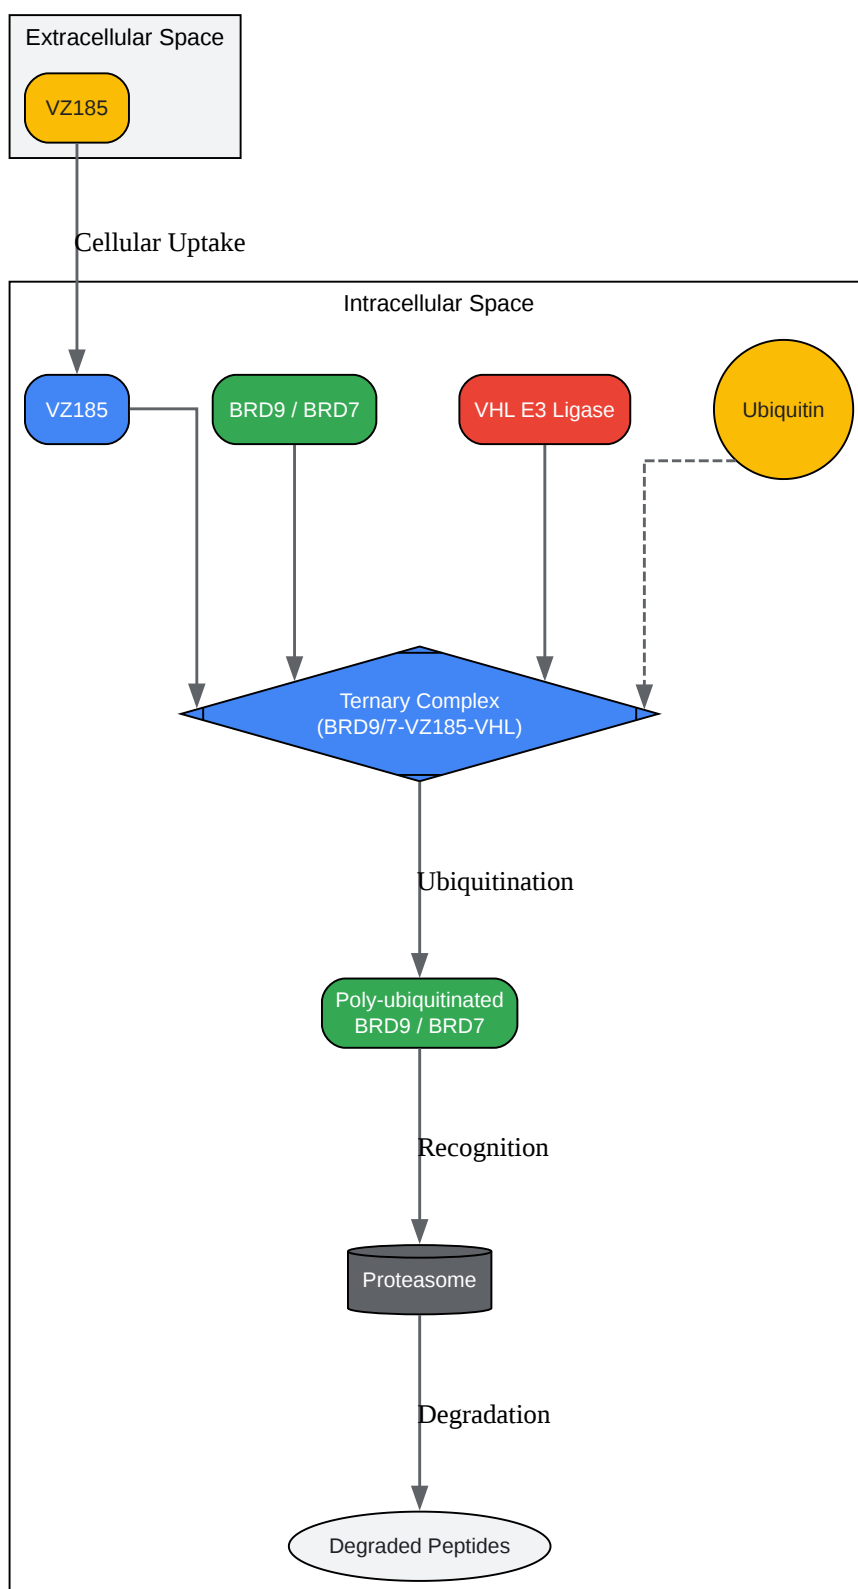 Extracellular Space
VZ185
Cellular Uptake
Intracellular Space
VZ185
BRD9 / BRD7
VHL E3 Ligase
Ubiquitin
Ternary Complex
(BRD9/7-VZ185-VHL)
Ubiquitination
Poly-ubiquitinated
BRD9 / BRD7
Recognition
Proteasome
Degradation
Degraded Peptides